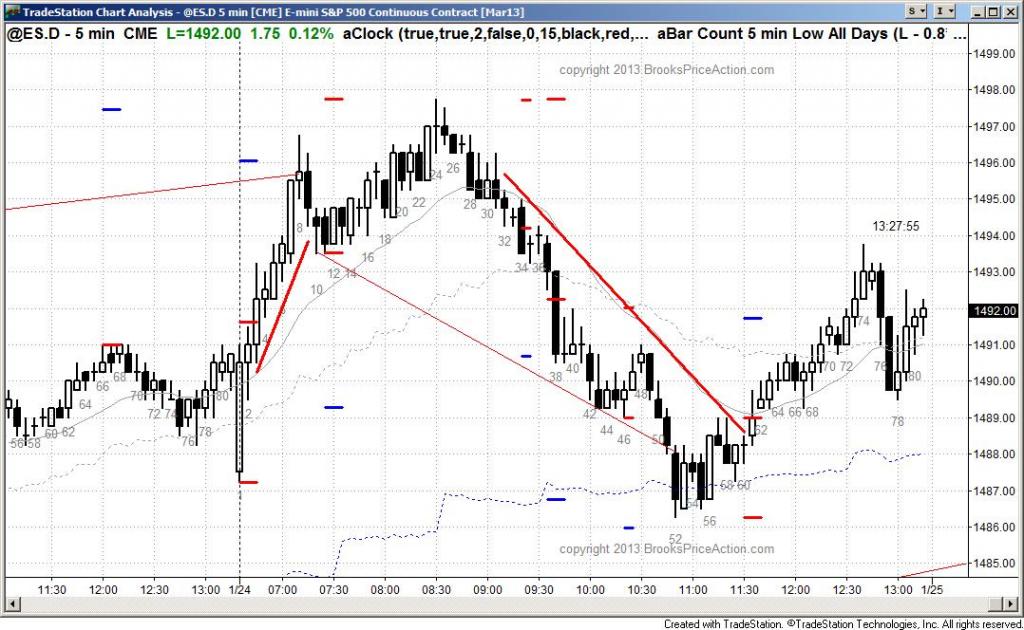 TradeStation Chart Analysis - @ES.D 5 min [CME] E-mini S&P 500 Continuous Contract [Mar13]
S I
@ES.D - 5 min CME L=1492.00 1.75 0.12% aClock (true,true,2,false,0,15,black,red,... aBar Count 5 min Low All Days (L - 0.8' ...
1499.00
copyright 2013 BrooksPriceAction.com
1498.00
1497.00
1496.00
24 26
1495.00
20 22 28 30
8 13:27:55
18 32
1494.00
16
12 14 34 36
1493.00
10
1492.00
4 6 74
1491.00
66 68 38 40 70 72 76 80
1490.00
64 70 80 48
72 74 2 42 64 66 68
1489.00
56 58 60 62 76 78 44 46 50 62 78
1488.00
58 60
1487.00
54
56
1486.00
52
copyright 2013 BrooksPriceAction.com
1485.00
11:30 12:00 12:30 13:00 1/24 07:00 07:30 08:00 08:30 09:00 09:30 10:00 10:30 11:00 11:30 12:00 12:30 13:00 1/25
Created with TradeStation. ©TradeStation Technologies, Inc. All rights reserved.